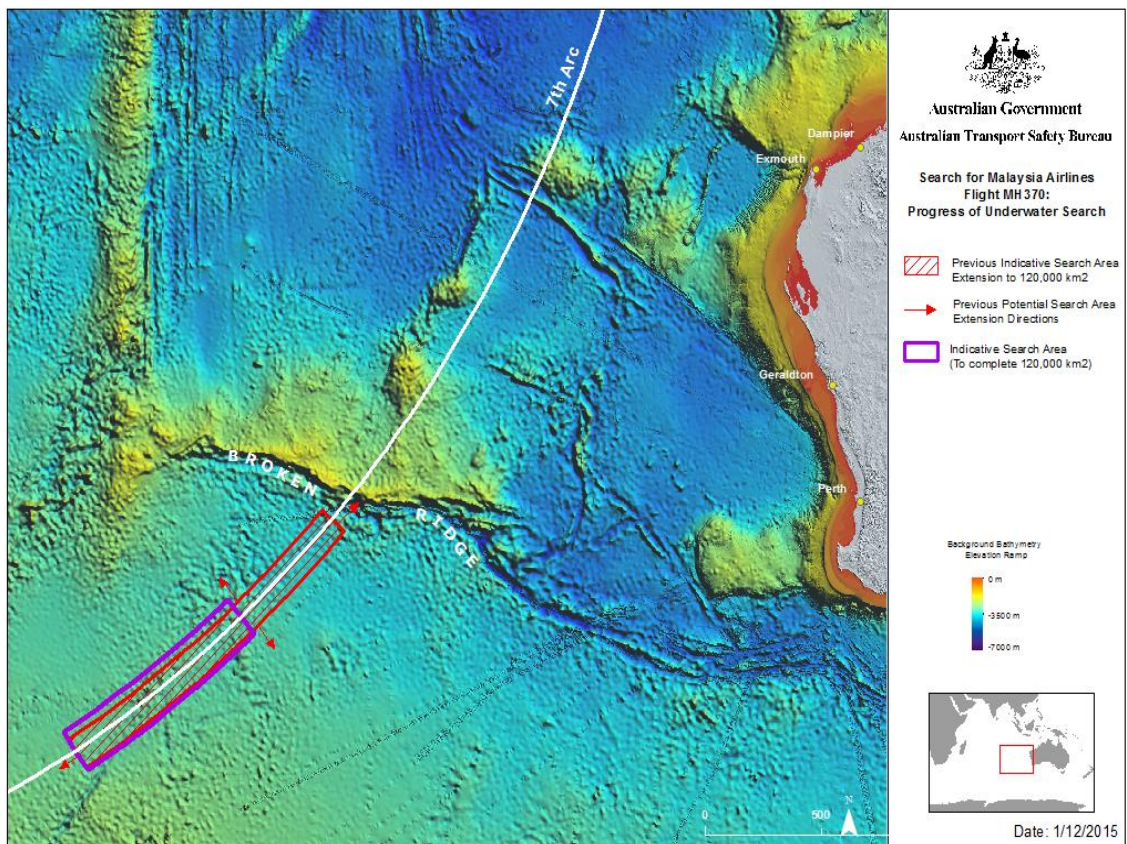 7th Arc
Dampier
Exmouth
Geraldton
Perth
BROKEN
RIDGE
0
500
N
Australian Government
Australian Transport Safety Bureau
Search for Malaysia Airlines
Flight MH370:
Progress of Underwater Search
Previous Indicative Search Area
Extension to 120,000 km2
Previous Potential Search Area
Extension Directions
Indicative Search Area
(To complete 120,000 km2)
Background Bathymetry
Elevation Ramp
0 m
-3500 m
-7000 m
Date: 1/12/2015